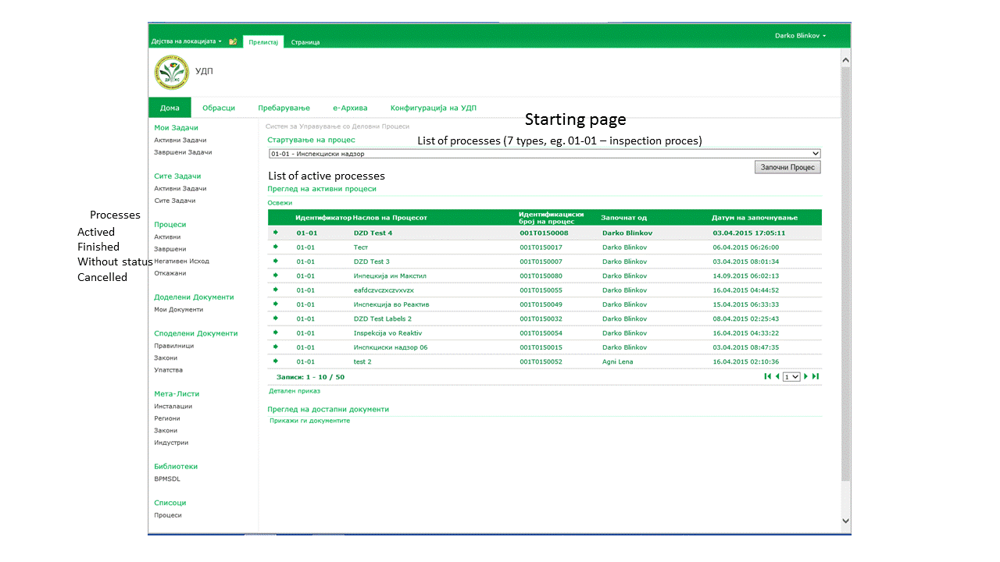 Дејства на локацијата
Прелистај
Страница
Darko Blinkov
УДП
Дома
Обрасци
Пребарување
е-Архива
Конфигурација на УДП
Starting page
Мои Задачи
Активни Задачи
Завршени Задачи
Сите Задачи
Активни Задачи
Сите Задачи
Processes
Actived
Finished
Without status
Cancelled
Процеси
Активни
Завршени
Негативен Исход
Откажани
Доделени Документи
Мои Документи
Споделени Документи
Правилници
Закони
Упатства
Мета-Листи
Инсталации
Региони
Закони
Индустрии
Библиотеки
BPMSDL
Списоци
Процеси
Систем за Управување со Деловни Процеси
Стартување на процес
List of processes (7 types, eg. 01-01 – inspection proces)
01-01 - Инспекциски надзор
Започни Процес
List of active processes
Преглед на активни процеси
Освежи
Идентификатор Наслов на Процесот Идентификациски број на процес Започнат од Датум на започнување
01-01 DZD Test 4 001T0150008 Darko Blinkov 03.04.2015 17:05:11
01-01 Тест 001T0150017 Darko Blinkov 06.04.2015 06:26:00
01-01 DZD Test 3 001T0150007 Darko Blinkov 03.04.2015 08:01:34
01-01 Инпецкија ин Макстил 001T0150080 Darko Blinkov 14.09.2015 06:02:13
01-01 eafdczvczxczvxvzx 001T0150055 Darko Blinkov 16.04.2015 04:44:52
01-01 Инспекција во Реактив 001T0150049 Darko Blinkov 15.04.2015 06:33:33
01-01 DZD Test Labels 2 001T0150032 Darko Blinkov 08.04.2015 02:25:43
01-01 Inspekcija vo Reaktiv 001T0150054 Darko Blinkov 16.04.2015 04:33:22
01-01 Инспкциски надзор 06 001T0150015 Darko Blinkov 03.04.2015 08:47:35
01-01 test 2 001T0150052 Agni Lena 16.04.2015 02:10:36
Записи: 1 - 10 / 50
1
Детален приказ
Преглед на достапни документи
Прикажи ги документите